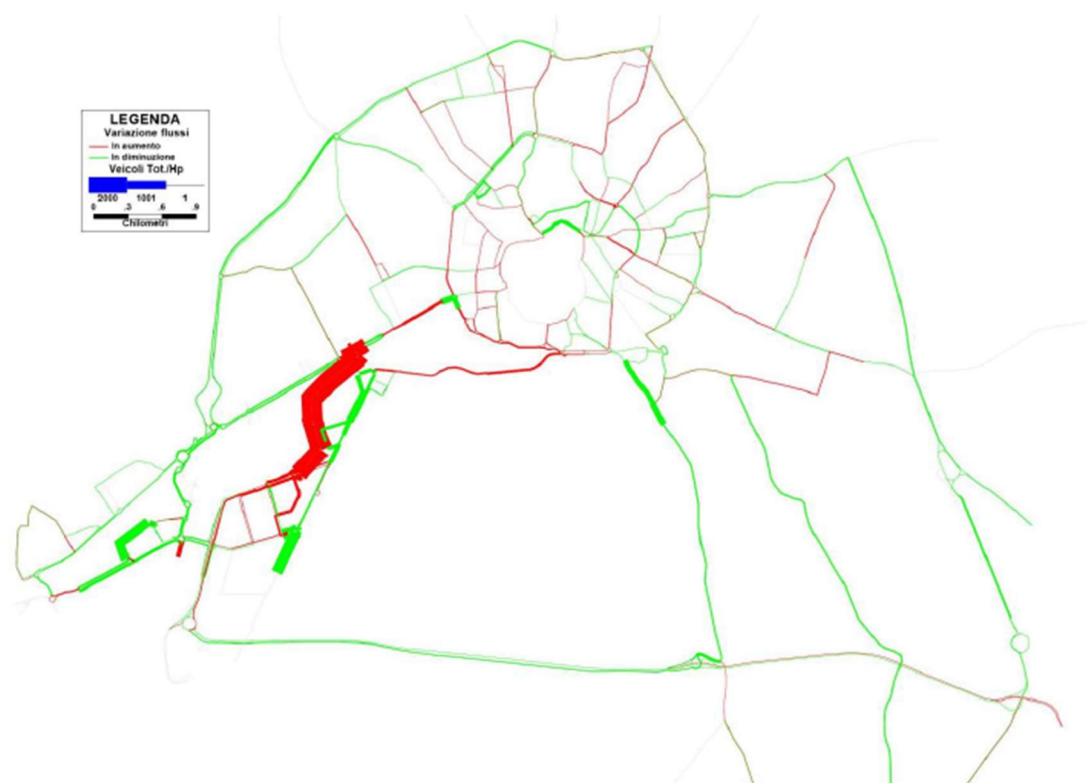 LEGENDA
Variazione flussi
In aumento
In diminuzione
Veicoli Tot./Hp
2000 1001 1
0 .3 .6 .9
Chilometri